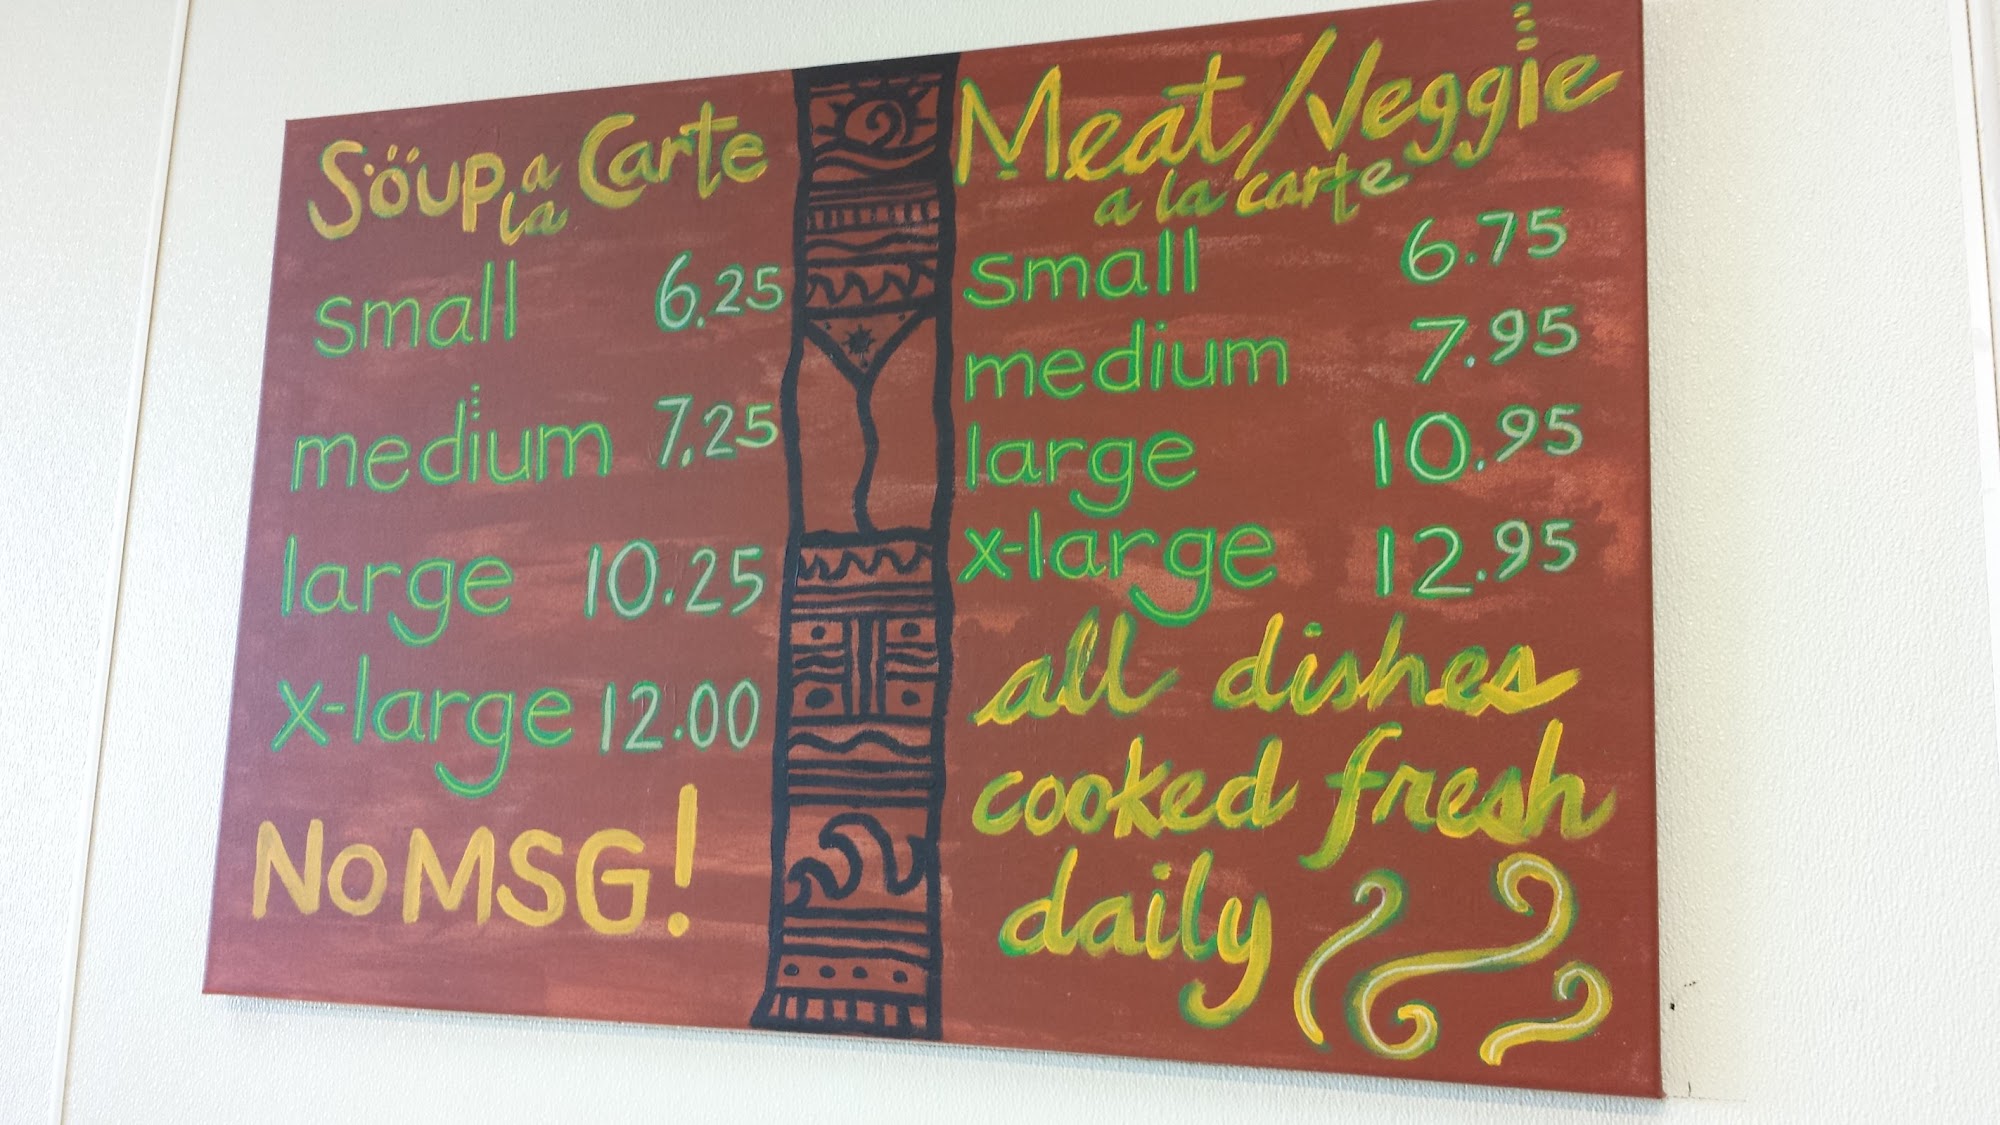 Soup a la Carte
small 6.25
medium 7.25
large 10.25
x-large 12.00
No MSG!
Meat/Veggie
a la carte
small 6.75
medium 7.95
large 10.95
x-large 12.95
all dishes
cooked fresh
daily